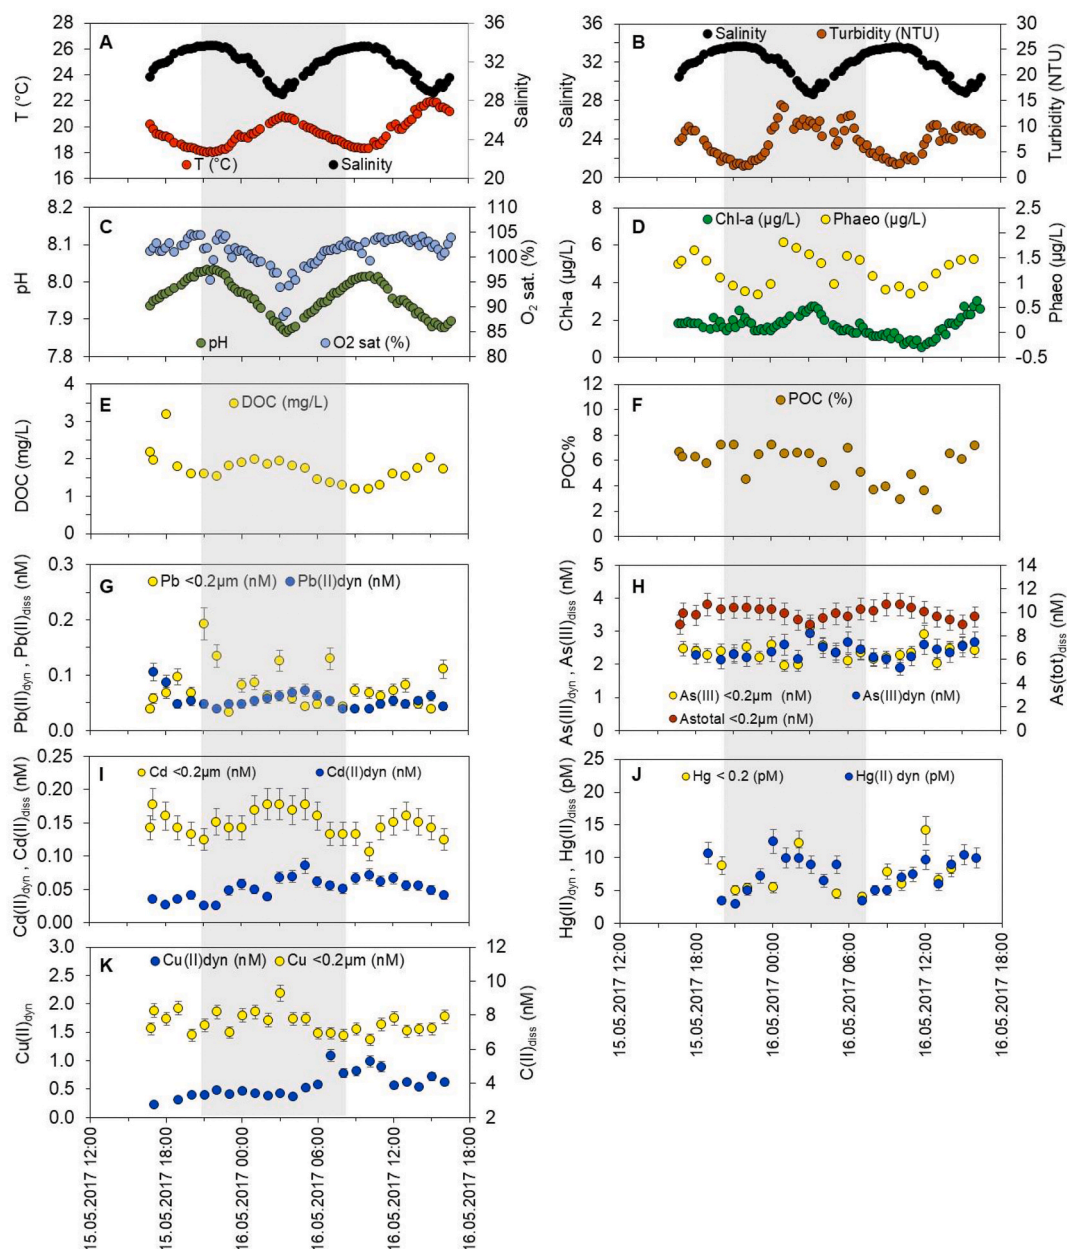 A
28
26
24
22
20
18
16
T (°C)
36
32
28
24
20
Salinity
T (°C)
Salinity
B
36
32
28
24
20
Salinity
30
25
20
15
10
5
0
Turbidity (NTU)
Salinity
Turbidity (NTU)
C
8.2
8.1
8.0
7.9
7.8
pH
110
105
100
95
90
85
80
O2 sat. (%)
pH
O2 sat (%)
D
8
6
4
2
0
Chl-a (µg/L)
2.5
2
1.5
1
0.5
0
-0.5
Phaeo (µg/L)
Chl-a (µg/L)
Phaeo (µg/L)
E
4
3
2
1
0
DOC (mg/L)
DOC (mg/L)
F
12
10
8
6
4
2
0
POC%
POC (%)
G
0.3
0.2
0.1
0.0
Pb(II)dyn , Pb(II)diss (nM)
Pb <0.2µm (nM)
Pb(II)dyn (nM)
H
5
4
3
2
1
0
As(III)dyn , As(III)diss (nM)
14
12
10
8
6
4
2
0
As(tot)diss (nM)
As(III) <0.2µm (nM)
As(III)dyn (nM)
Astotal <0.2µm (nM)
I
0.25
0.20
0.15
0.10
0.05
0.00
Cd(II)dyn , Cd(II)diss (nM)
Cd <0.2µm (nM)
Cd(II)dyn (nM)
J
25
20
15
10
5
0
Hg(II)dyn , Hg(II)diss (pM)
Hg < 0.2 (pM)
Hg(II) dyn (pM)
15.05.2017 12:00
15.05.2017 18:00
16.05.2017 00:00
16.05.2017 06:00
16.05.2017 12:00
16.05.2017 18:00
K
3.0
2.5
2.0
1.5
1.0
0.5
0.0
Cu(II)dyn
12
10
8
6
4
2
C(II)diss (nM)
Cu(II)dyn (nM)
Cu <0.2µm (nM)
15.05.2017 12:00
15.05.2017 18:00
16.05.2017 00:00
16.05.2017 06:00
16.05.2017 12:00
16.05.2017 18:00